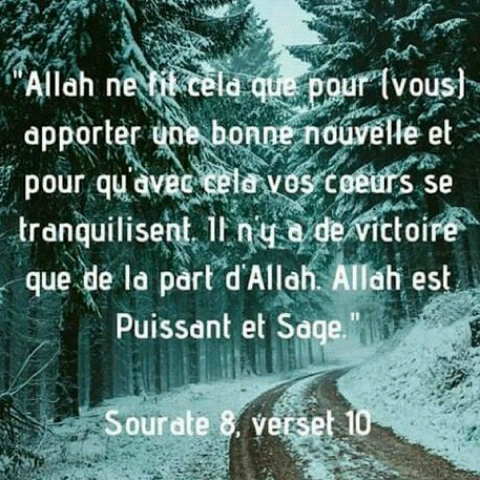 "Allah ne fit cela que pour (vous)
apporter une bonne nouvelle et
pour qu'avec cela vos coeurs se
tranquilisent. Il n'y a de victoire
que de la part d'Allah. Allah est
Puissant et Sage."
Sourate 8, verset 10